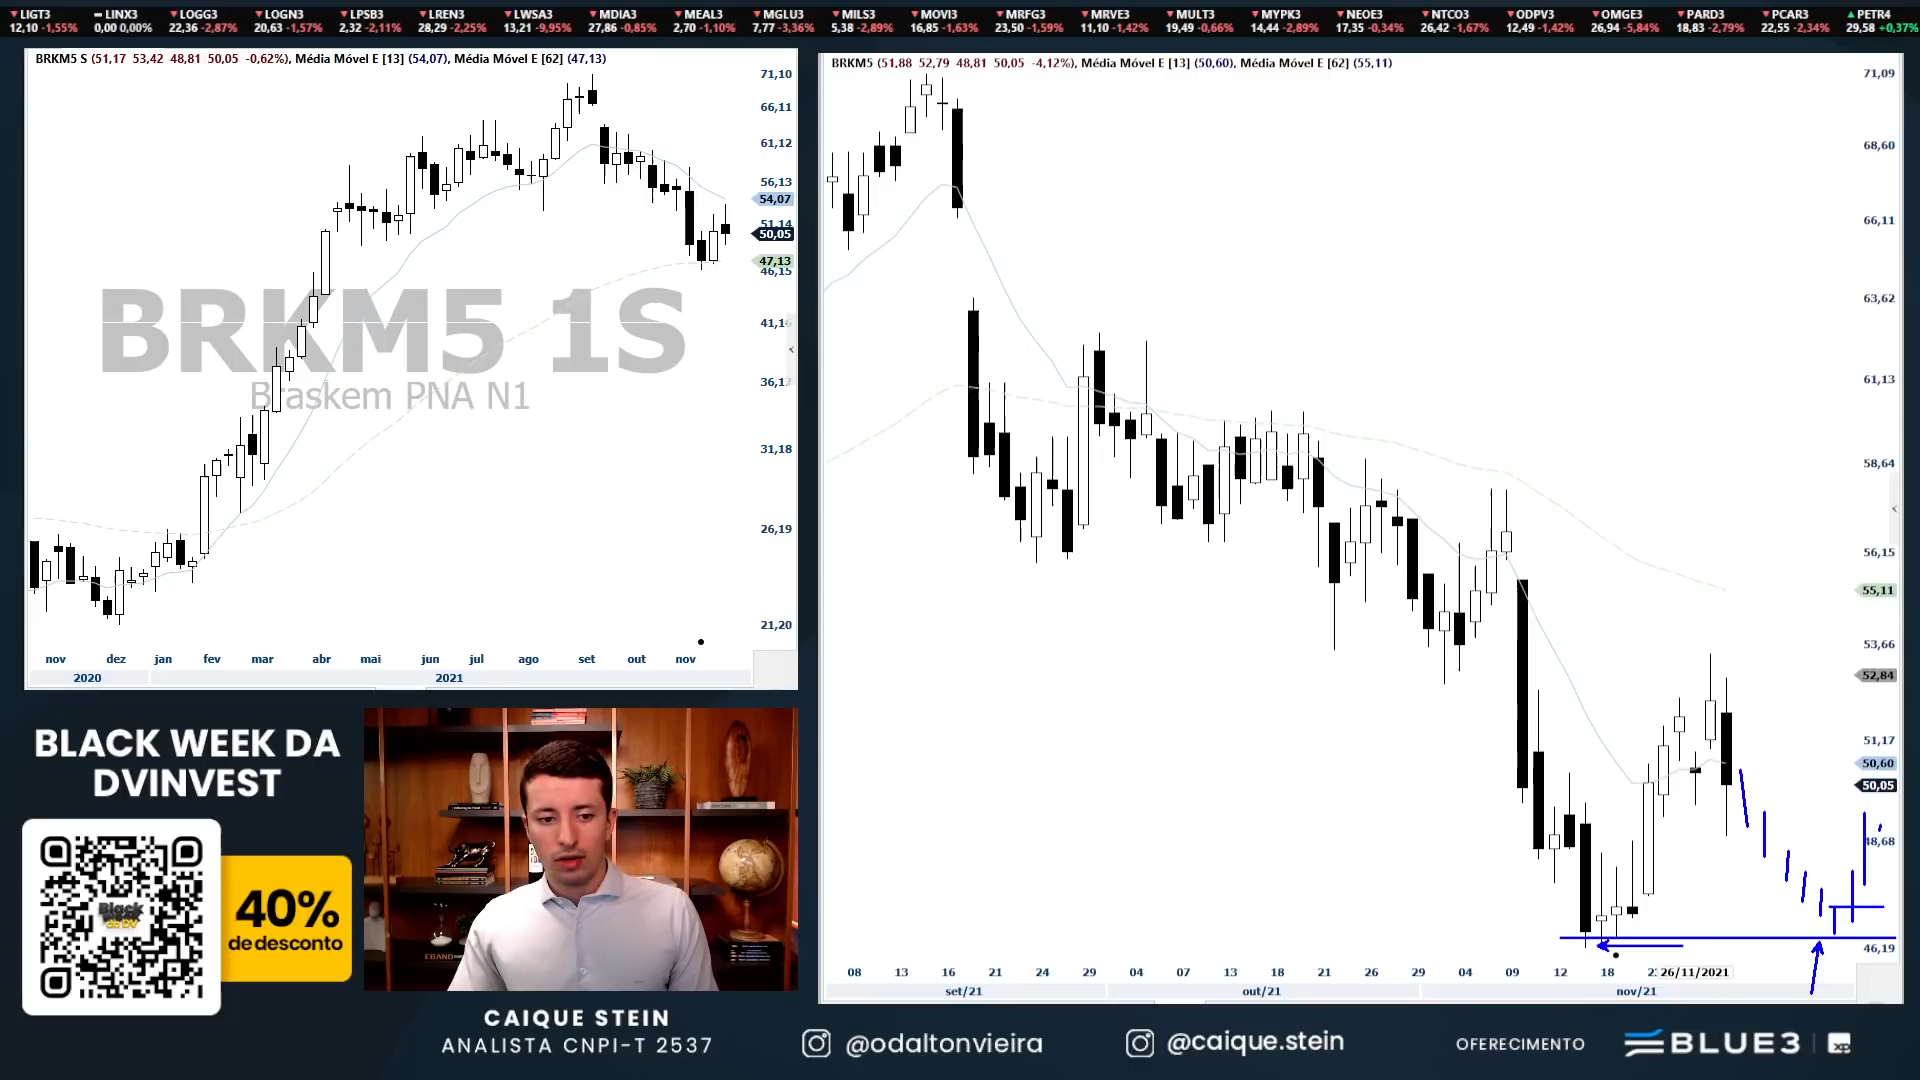 LIGT3 LINX3 LOGG3 LOGN3 LPSB3 LREN3 LWSA3 MDIA3 MEAL3 MGLU3 MILS3 MOVI3 MRFG3 MRVE3 MULT3 MYPK3 NEOE3 NTCO3 ODPV3 OMGE3 PARD3 PCAR3 PETR4
12,10 -1,55% 0,00 0,00% 22,36 -2,87% 20,63 -1,57% 2,32 -2,11% 28,29 -2,25% 13,21 -9,95% 27,86 -0,85% 2,70 -1,10% 7,77 -3,36% 5,38 -2,89% 16,85 -1,63% 23,50 -1,59% 11,10 -1,42% 19,49 -0,66% 14,44 -2,89% 17,35 -0,34% 26,42 -1,67% 12,49 -1,42% 26,94 -5,84% 18,83 -2,79% 22,55 -2,34% 29,58 +0,37%
BRKM5 S (51,17 53,42 48,81 50,05 -0,62%), Média Móvel E [13] (54,07), Média Móvel E [62] (47,13)
71,10
66,11
61,12
56,13
54,07
51,14
50,05
47,13
46,15
41,16
36,17
31,18
26,19
21,20
BRKM5 1S
Braskem PNA N1
nov dez jan fev mar abr mai jun jul ago set out nov
2020 2021
BRKM5 (51,88 52,79 48,81 50,05 -4,12%), Média Móvel E [13] (50,60), Média Móvel E [62] (55,11)
71,09
68,60
66,11
63,62
61,13
58,64
56,15
55,11
53,66
52,84
51,17
50,60
50,05
48,68
46,19
08 13 16 21 24 29 04 07 13 18 21 26 29 04 09 12 18 26/11/2021
set/21 out/21 nov/21
BLACK WEEK DA
DVINVEST
Black
40%
de desconto
CAIQUE STEIN
ANALISTA CNPI-T 2537
@odaltonvieira
@caique.stein
OFERECIMENTO
BLUE3
xp